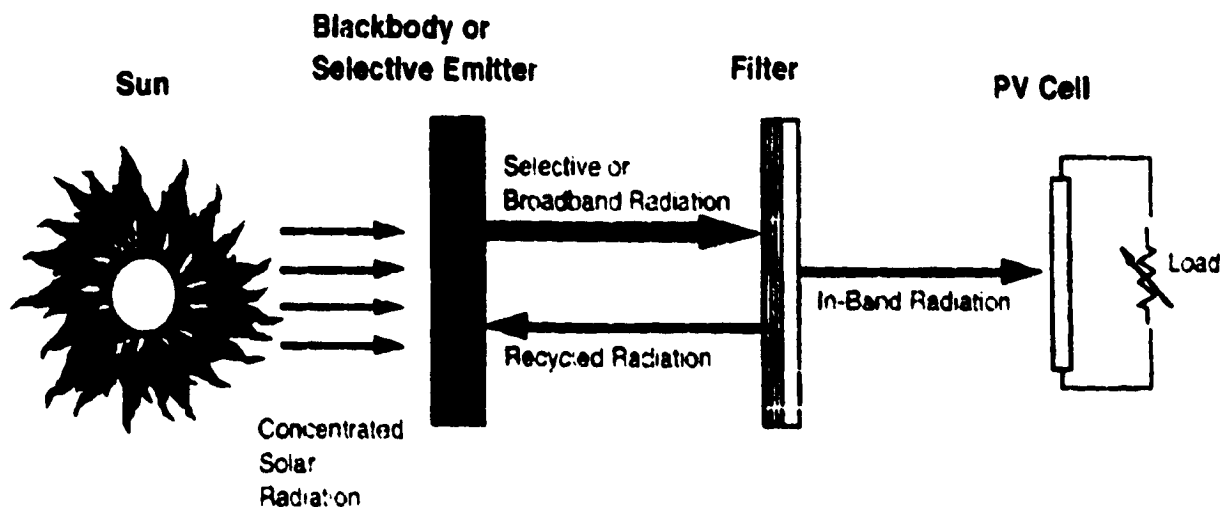 Sun
Blackbody or
Selective Emitter
Filter
PV Cell
Selective or
Broadband Radiation
Load
In-Band Radiation
Recycled Radiation
Concentrated
Solar
Radiation